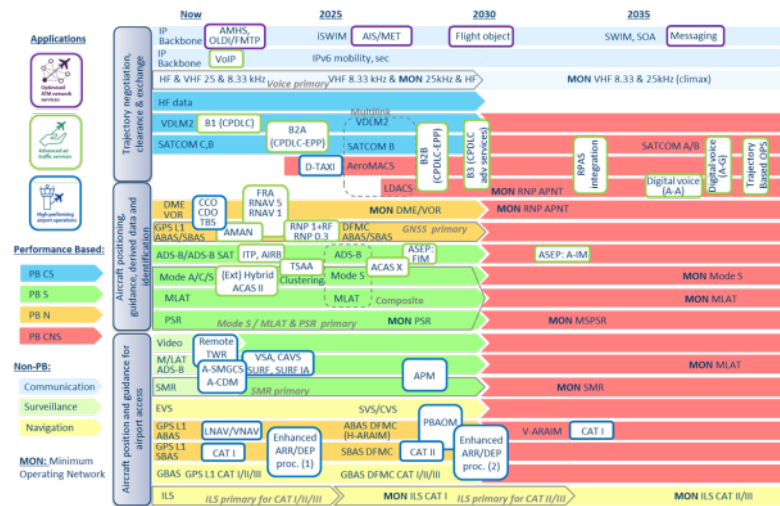 Now 2025 2030 2035
Applications
Optimised
ATM network
services
Advanced air
traffic services
High-performing
airport operations
Performance Based:
PB CS
PB S
PB N
PB CNS
Non-PB:
Communication
Surveillance
Navigation
MON: Minimum
Operating Network
Trajectory negotiation,
clearance & exchange
IP
Backbone
AMHS,
OLDI/FMTP
iSWIM
AIS/MET
Flight object
SWIM, SOA
Messaging
IP
Backbone
VoIP
IPv6 mobility, sec
HF & VHF 25 & 8.33 kHz
Voice primary
VHF 8.33 kHz & MON 25kHz & HF
MON VHF 8.33 & 25kHz (climax)
HF data
Multilink
VDLM2
B1 (CPDLC)
VDLM2
B2A
(CPDLC-EPP)
SATCOM C,B
SATCOM B
SATCOM A/B
B2B
(CPDLC-EPP)
B3 (CPDLC
adv services)
D-TAXI
AeroMACS
LDACS
RPAS
integration
Digital voice
(A-A)
Digital voice
(A-G)
Trajectory
Based OPS
MON RNP APNT
Aircraft positioning,
guidance, derived data and
identification
DME
VOR
CCO
CDO
TBS
FRA
RNAV 5
RNAV 1
MON DME/VOR
MON RNP APNT
GPS L1
ABAS/SBAS
AMAN
RNP 1+RF
RNP 0.3
DFMC
ABAS/SBAS
GNSS primary
ADS-B/ADS-B SAT
ITP, AIRB
ADS-B
ASEP:
FIM
ASEP: A-IM
Mode A/C/S
(Ext) Hybrid
ACAS II
TSAA
Clustering
Mode S
ACAS X
MON Mode S
MLAT
MLAT
Composite
MON MLAT
PSR
Mode S / MLAT & PSR primary
MON PSR
MON MSPSR
Aircraft position and guidance for
airport access
Video
Remote
TWR
M/LAT
ADS-B
A-SMGCS
A-CDM
VSA, CAVS
SURF, SURF IA
APM
MON MLAT
SMR
SMR primary
MON SMR
EVS
SVS/CVS
PBAOM
GPS L1
ABAS
LNAV/VNAV
Enhanced
ARR/DEP
proc. (1)
ABAS DFMC
(H-ARAIM)
Enhanced
ARR/DEP
proc. (2)
V-ARAIM
CAT I
GPS L1
SBAS
CAT I
SBAS DFMC
CAT II
GBAS GPS L1 CAT I/II/III
GBAS DFMC CAT I/II/III
ILS
ILS primary for CAT I/II/III
MON ILS CAT I
ILS primary for CAT II/III
MON ILS CAT II/III